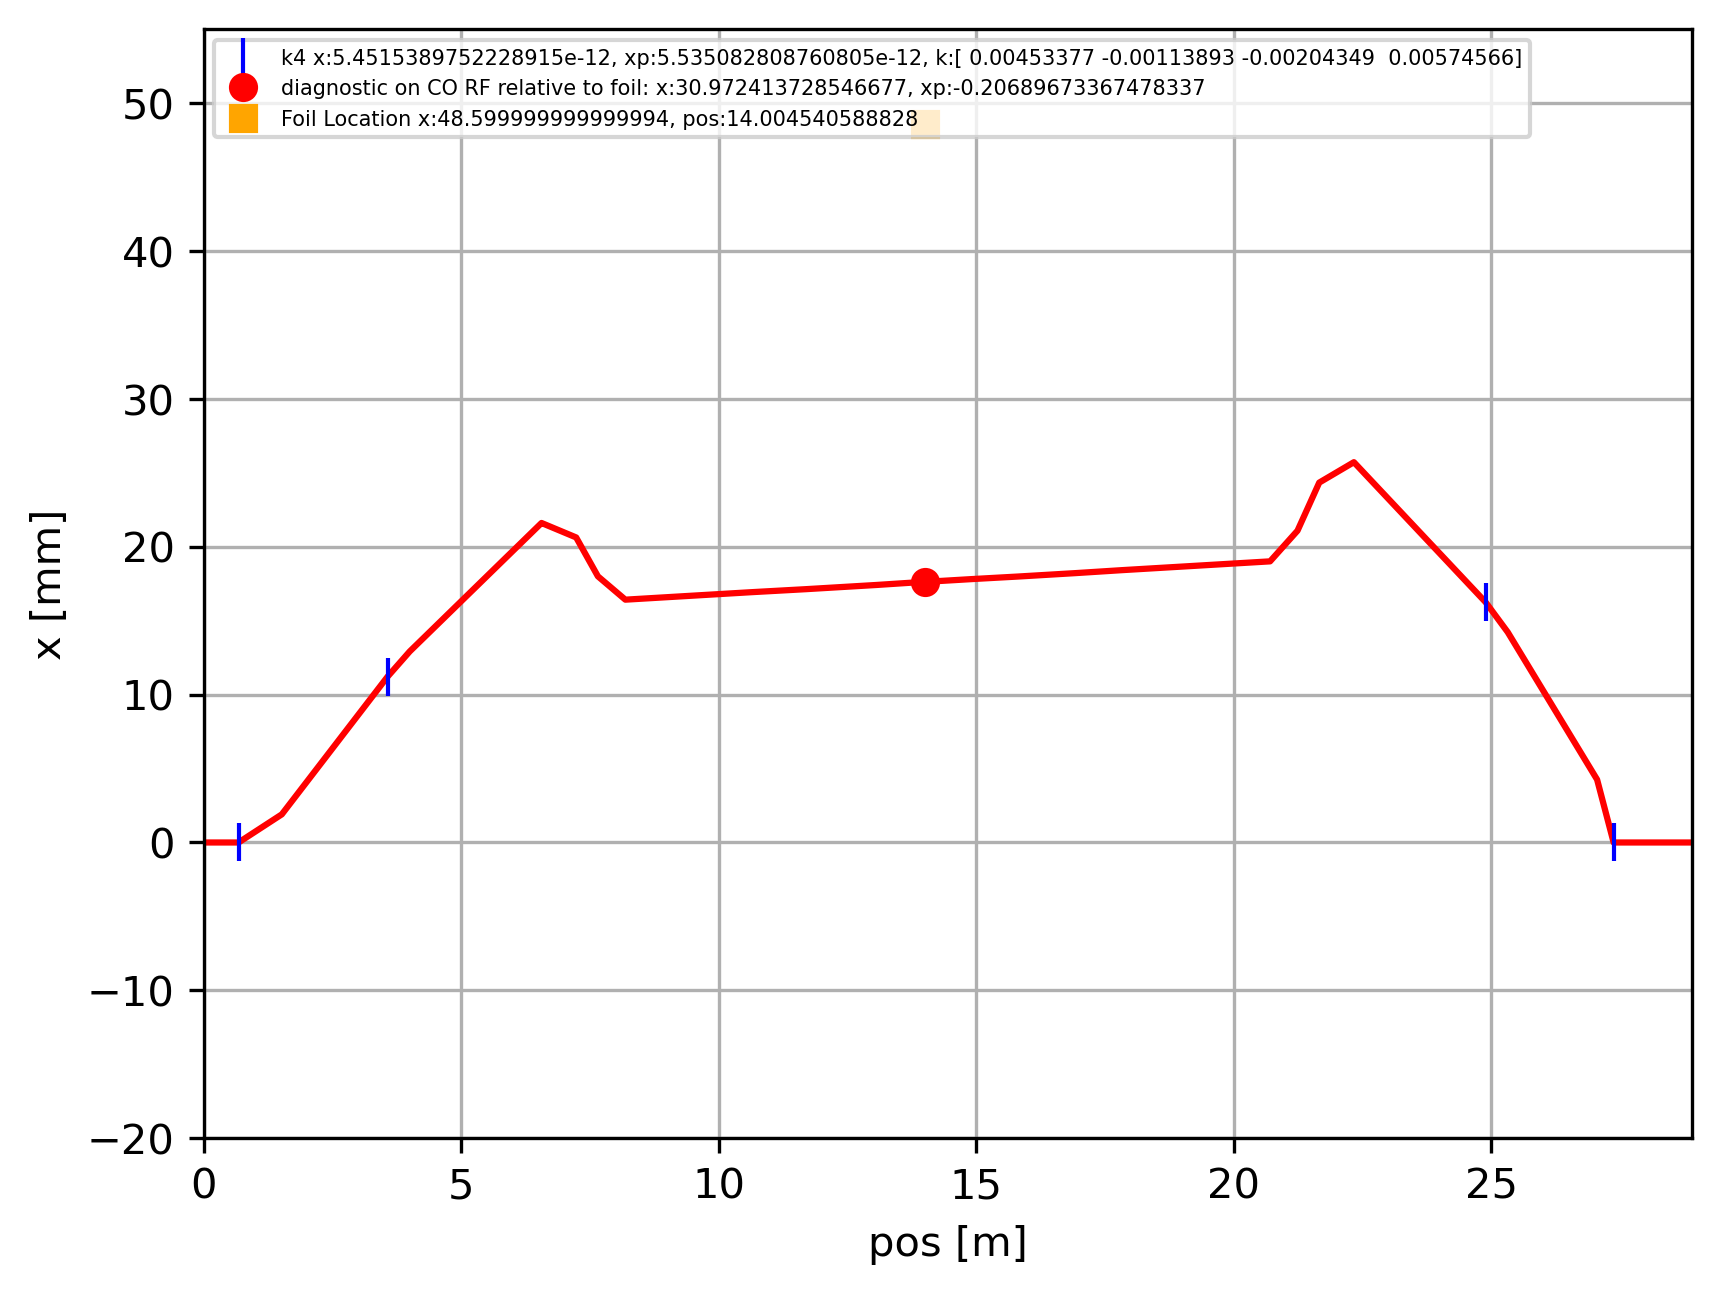 k4 x:5.4515389752228915e-12, xp:5.535082808760805e-12, k:[ 0.00453377 -0.00113893 -0.00204349  0.00574566]
diagnostic on CO RF relative to foil: x:30.972413728546677, xp:-0.20689673367478337
Foil Location x:48.599999999999994, pos:14.004540588828
50
40
30
20
10
0
−10
−20
x [mm]
0 5 10 15 20 25
pos [m]